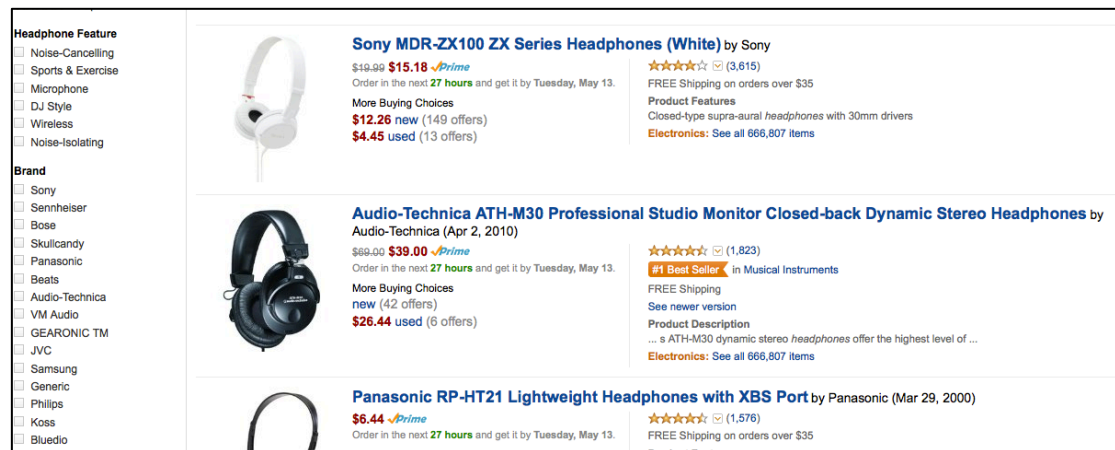 Headphone Feature
Noise-Cancelling
Sports & Exercise
Microphone
DJ Style
Wireless
Noise-Isolating
Brand
Sony
Sennheiser
Bose
Skullcandy
Panasonic
Beats
Audio-Technica
VM Audio
GEARONIC TM
JVC
Samsung
Generic
Philips
Koss
Bluedio
Sony MDR-ZX100 ZX Series Headphones (White) by Sony
$19.99 $15.18 Prime
Order in the next 27 hours and get it by Tuesday, May 13.
More Buying Choices
$12.26 new (149 offers)
$4.45 used (13 offers)
(3,615)
FREE Shipping on orders over $35
Product Features
Closed-type supra-aural headphones with 30mm drivers
Electronics: See all 666,807 items
Audio-Technica ATH-M30 Professional Studio Monitor Closed-back Dynamic Stereo Headphones by
Audio-Technica (Apr 2, 2010)
$69.00 $39.00 Prime
Order in the next 27 hours and get it by Tuesday, May 13.
More Buying Choices
new (42 offers)
$26.44 used (6 offers)
(1,823)
#1 Best Seller in Musical Instruments
FREE Shipping
See newer version
Product Description
... s ATH-M30 dynamic stereo headphones offer the highest level of ...
Electronics: See all 666,807 items
Panasonic RP-HT21 Lightweight Headphones with XBS Port by Panasonic (Mar 29, 2000)
$6.44 Prime
Order in the next 27 hours and get it by Tuesday, May 13.
(1,576)
FREE Shipping on orders over $35